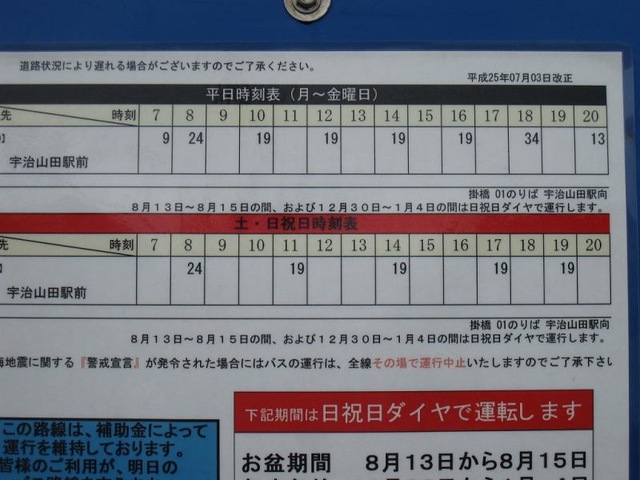 道路状況により遅れる場合がございますのでご了承ください。
平成25年07月03日改正
平日時刻表（月～金曜日）
先 時刻 7 8 9 10 11 12 13 14 15 16 17 18 19 20
9 24 19 19 19 19 34 13
宇治山田駅前
掛橋 01のりば 宇治山田駅向
8月13日～8月15日の間、および12月30日～1月4日の間は日祝日ダイヤで運行します。
土・日祝日時刻表
先 時刻 7 8 9 10 11 12 13 14 15 16 17 18 19 20
24 19 19 19 19
宇治山田駅前
掛橋 01のりば 宇治山田駅向
8月13日～8月15日の間、および12月30日～1月4日の間は日祝日ダイヤで運行します。
海地震に関する『警戒宣言』が発令された場合にはバスの運行は、全線その場で運行中止いたしますのでご了承下さい
下記期間は日祝日ダイヤで運転します
この路線は、補助金によって
運行を維持しております。
皆様のご利用が、明日の
お盆期間 8月13日から8月15日